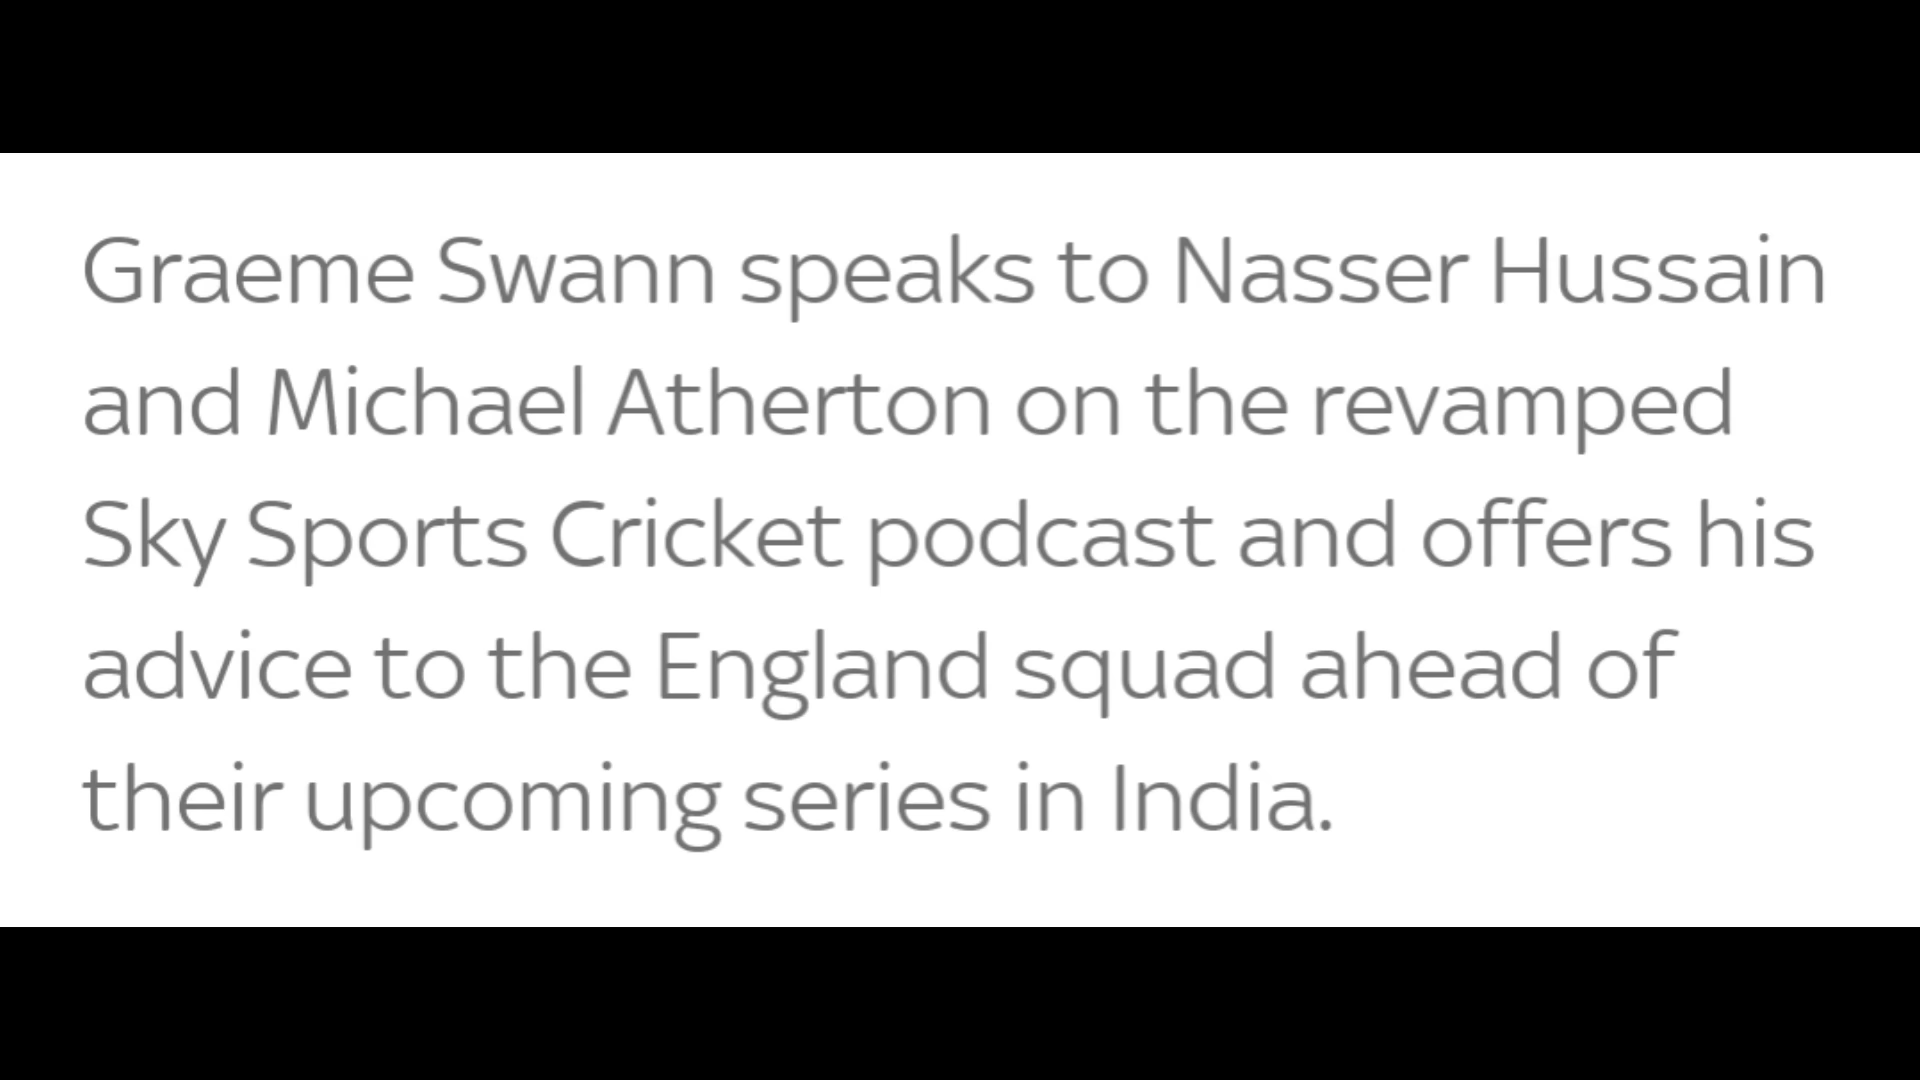 Graeme Swann speaks to Nasser Hussain
and Michael Atherton on the revamped
Sky Sports Cricket podcast and offers his
advice to the England squad ahead of
their upcoming series in India.